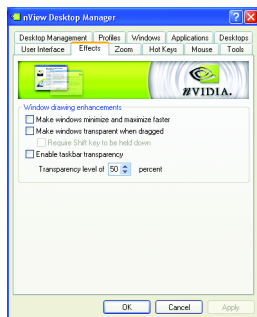 nView Desktop Manager
Desktop Management Profiles Windows Applications Desktops
User Interface Effects Zoom Hot Keys Mouse Tools
NVIDIA.
Window drawing enhancements
Make windows minimize and maximize faster
Make windows transparent when dragged
Require Shift key to be held down
Enable taskbar transparency
Transparency level of 50 percent
OK Cancel Apply